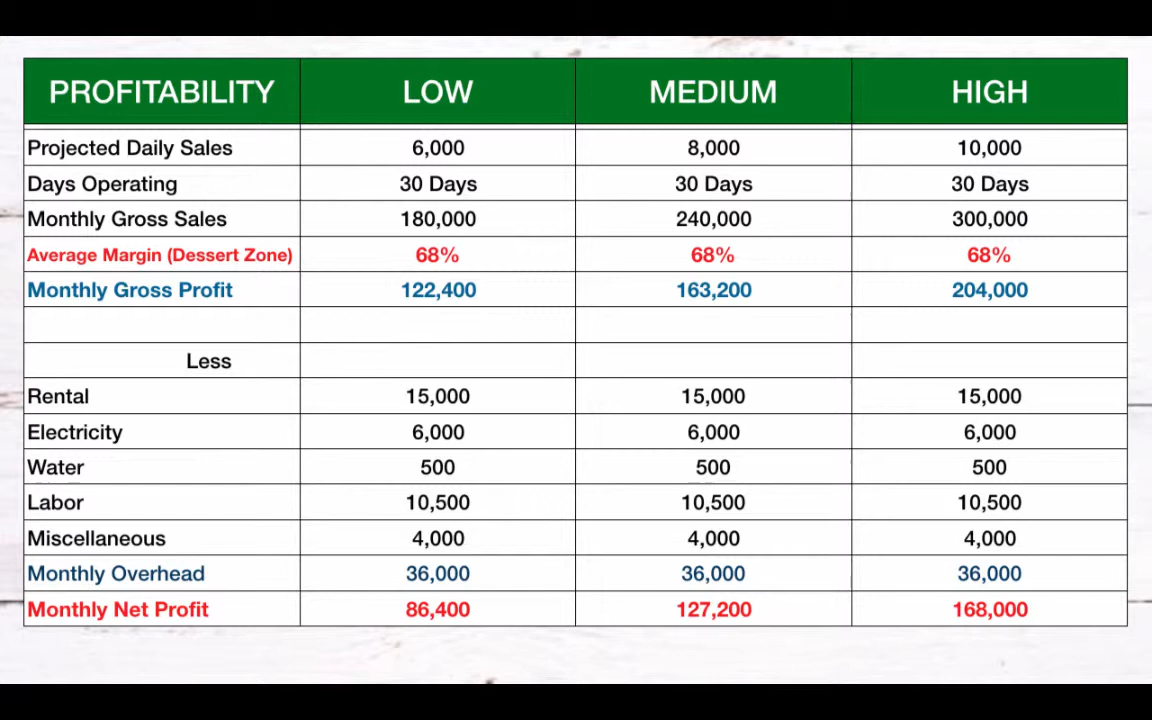 PROFITABILITY LOW MEDIUM HIGH
Projected Daily Sales 6,000 8,000 10,000
Days Operating 30 Days 30 Days 30 Days
Monthly Gross Sales 180,000 240,000 300,000
Average Margin (Dessert Zone) 68% 68% 68%
Monthly Gross Profit 122,400 163,200 204,000
Less
Rental 15,000 15,000 15,000
Electricity 6,000 6,000 6,000
Water 500 500 500
Labor 10,500 10,500 10,500
Miscellaneous 4,000 4,000 4,000
Monthly Overhead 36,000 36,000 36,000
Monthly Net Profit 86,400 127,200 168,000